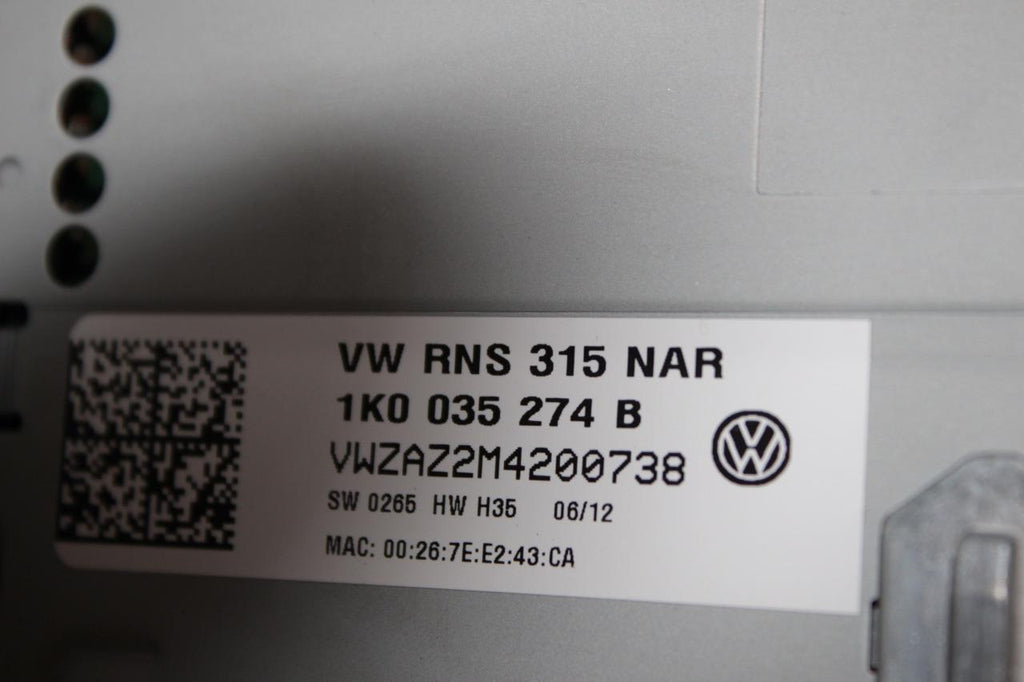 VW RNS 315 NAR
1K0 035 274 B
VWZAZ2M4200738
SW 0265 HW H35 06/12
MAC: 00:26:7E:E2:43:CA